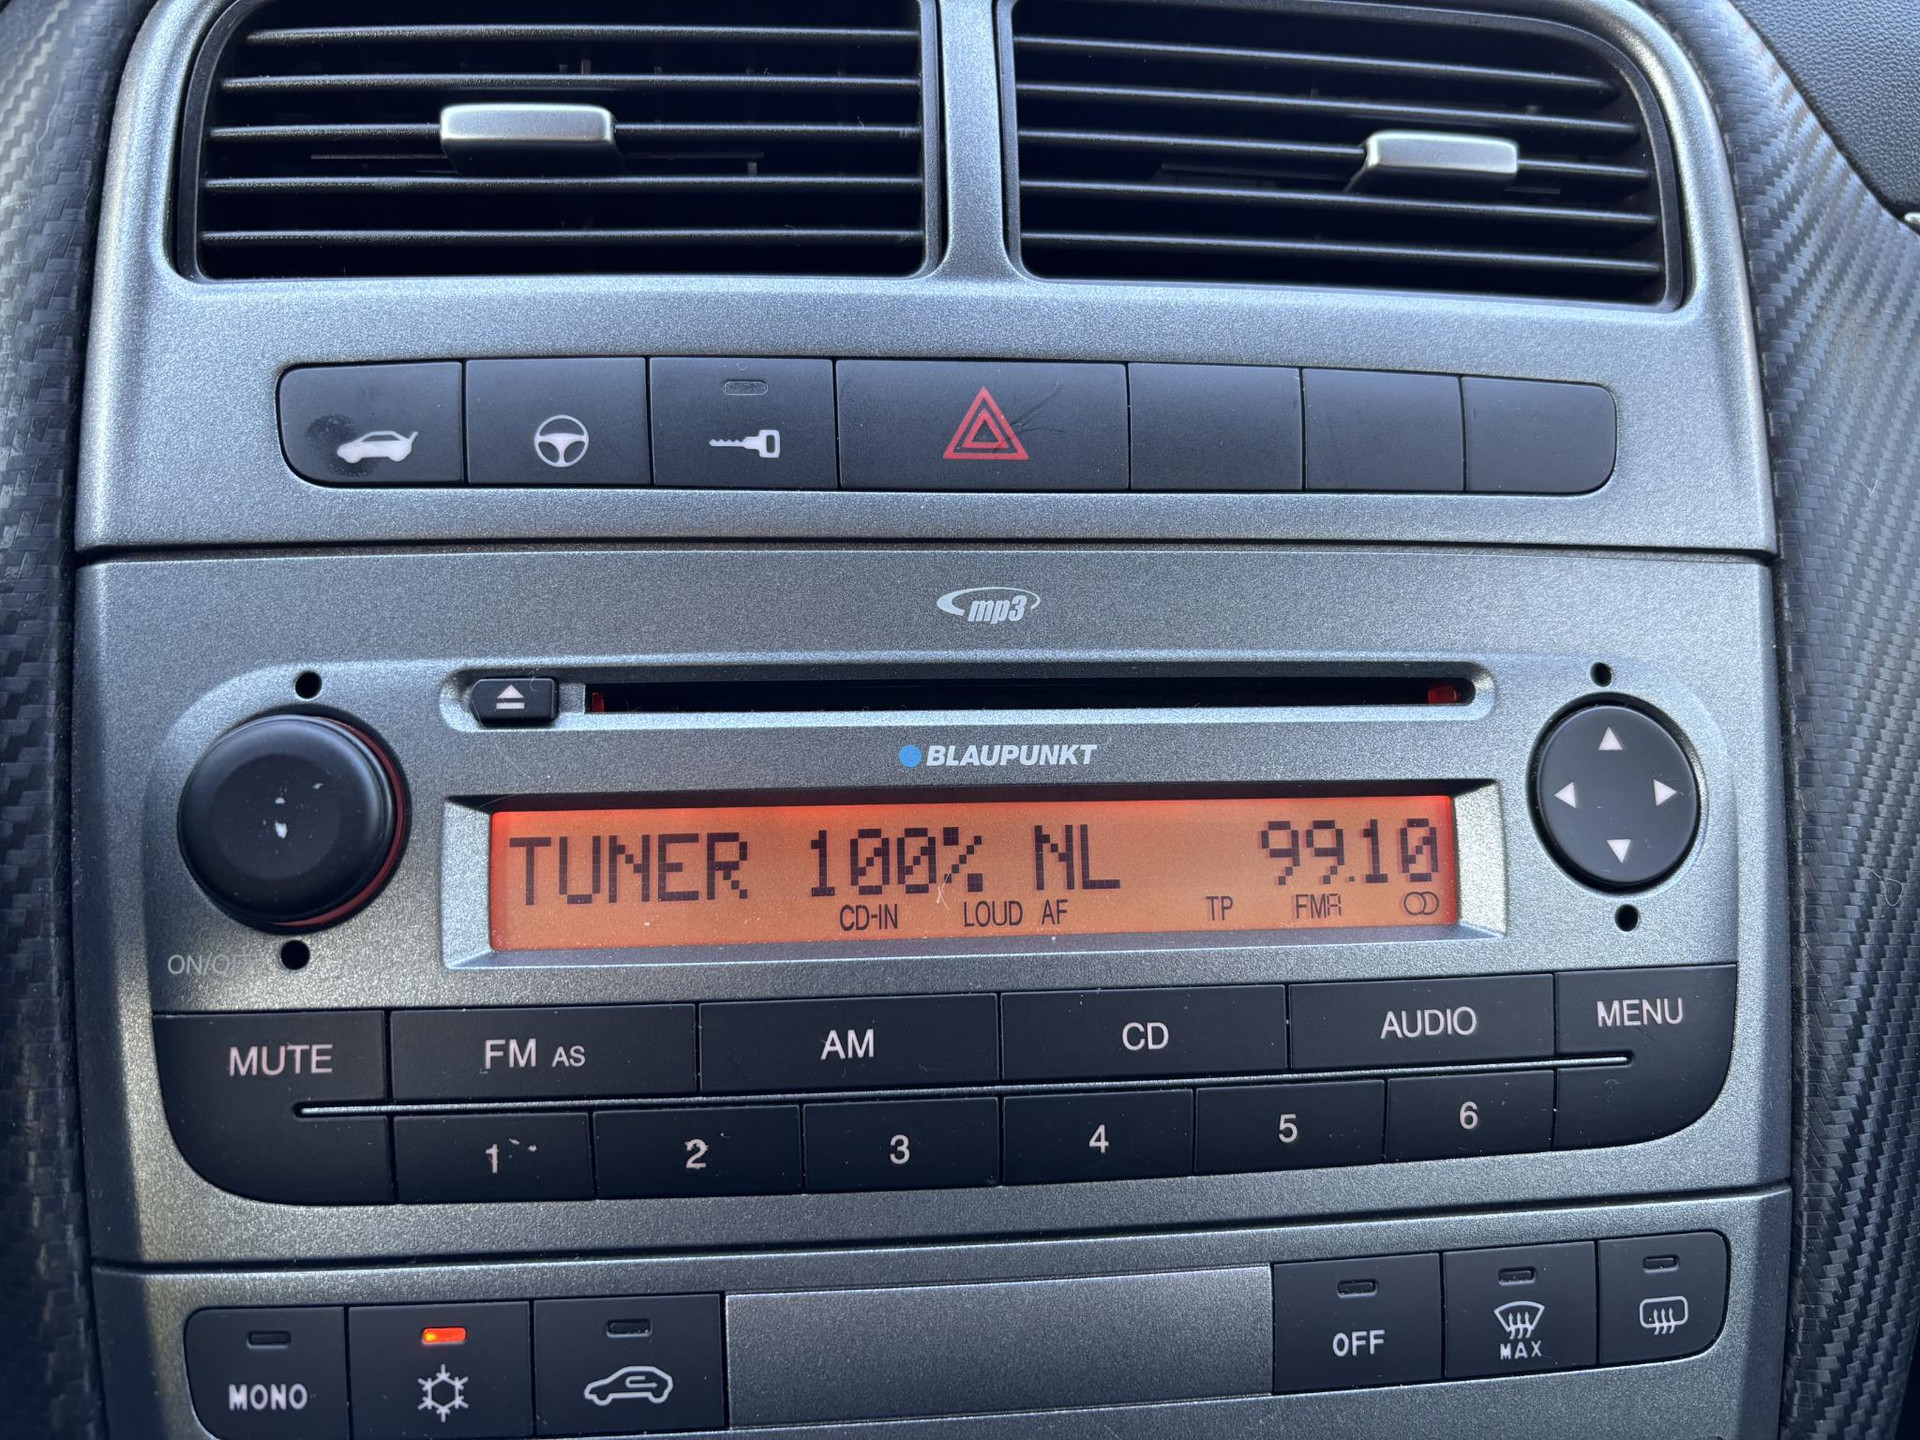 mp3
BLAUPUNKT
TUNER 100% NL 99.10
CD-IN LOUD AF TP FMA
ON/OFF
MUTE FM AS AM CD AUDIO MENU
1 2 3 4 5 6
MONO OFF MAX